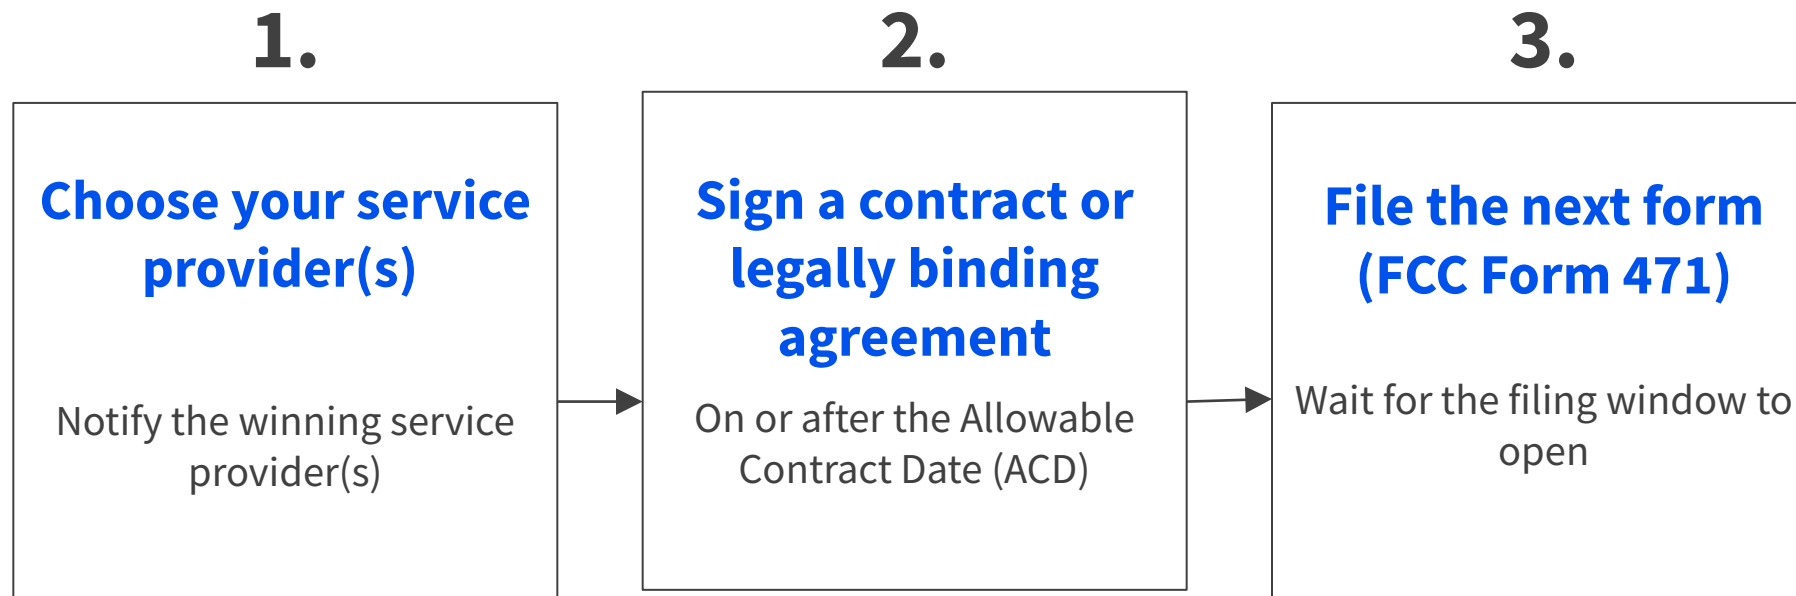 1.
Choose your service
provider(s)
Notify the winning service
provider(s)
2.
Sign a contract or
legally binding
agreement
On or after the Allowable
Contract Date (ACD)
3.
File the next form
(FCC Form 471)
Wait for the filing window to
open